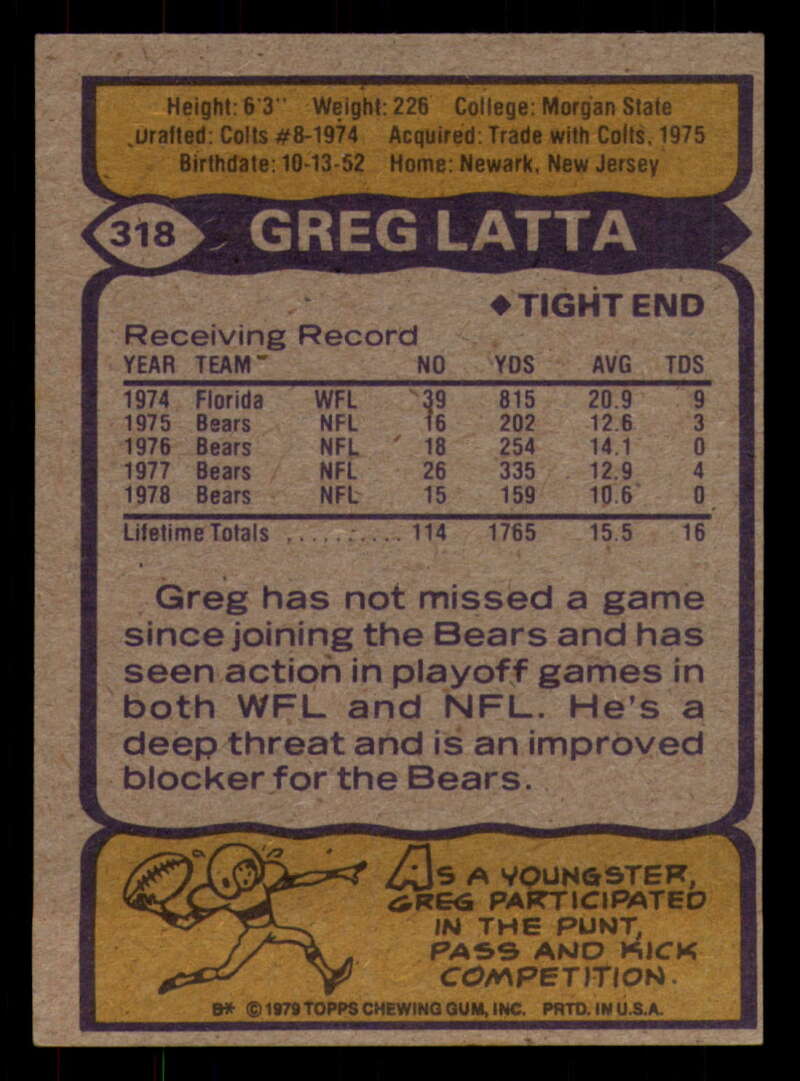 Height: 6'3" Weight: 226 College: Morgan State
Drafted: Colts #8-1974 Acquired: Trade with Colts, 1975
Birthdate: 10-13-52 Home: Newark, New Jersey
318 GREG LATTA
◆ TIGHT END
Receiving Record
YEAR TEAM NO YDS AVG TDS
1974 Florida WFL 39 815 20.9 9
1975 Bears NFL 16 202 12.6 3
1976 Bears NFL 18 254 14.1 0
1977 Bears NFL 26 335 12.9 4
1978 Bears NFL 15 159 10.6 0
Lifetime Totals .......... 114 1765 15.5 16
Greg has not missed a game
since joining the Bears and has
seen action in playoff games in
both WFL and NFL. He's a
deep threat and is an improved
blocker for the Bears.
AS A YOUNGSTER,
GREG PARTICIPATED
IN THE PUNT,
PASS AND KICK
COMPETITION.
B* © 1979 TOPPS CHEWING GUM, INC. PRTD. IN U.S.A.